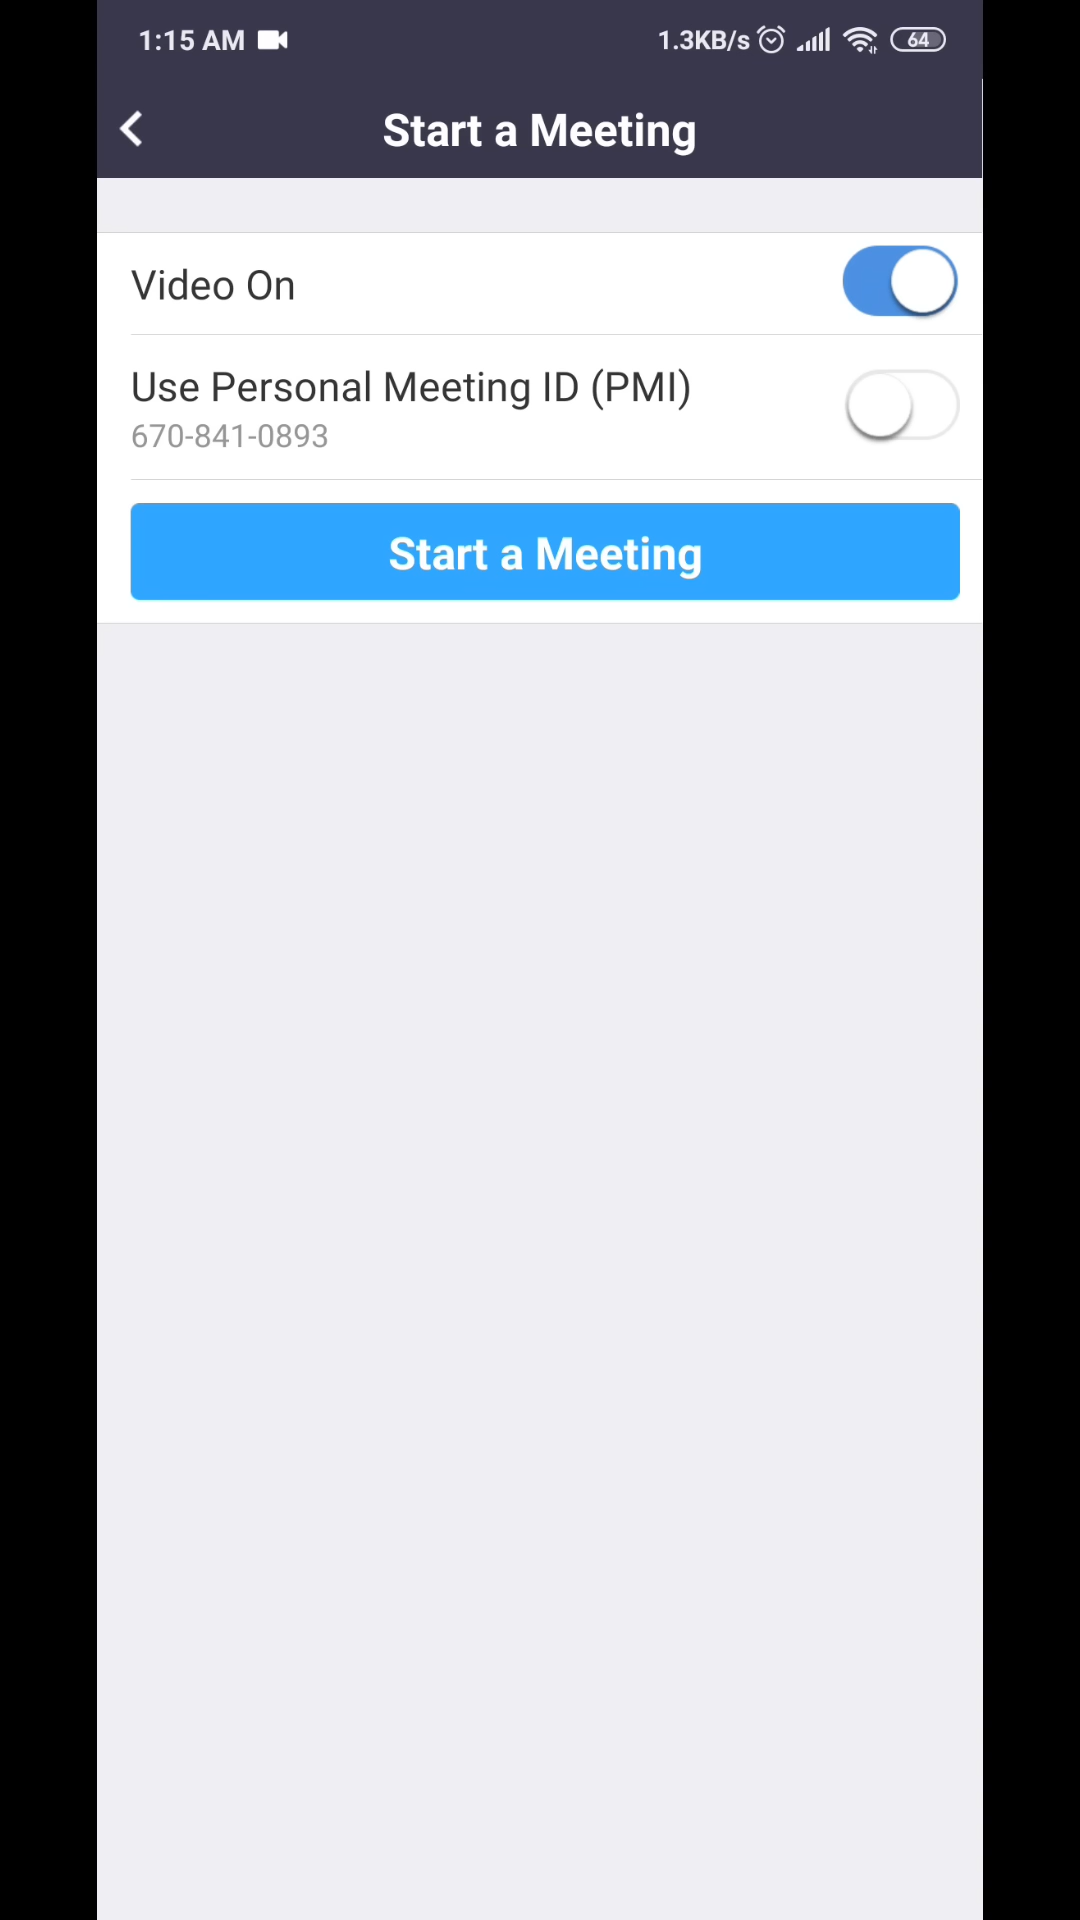 1:15 AM 1.3KB/s 64
Start a Meeting
Video On
Use Personal Meeting ID (PMI)
670-841-0893
Start a Meeting